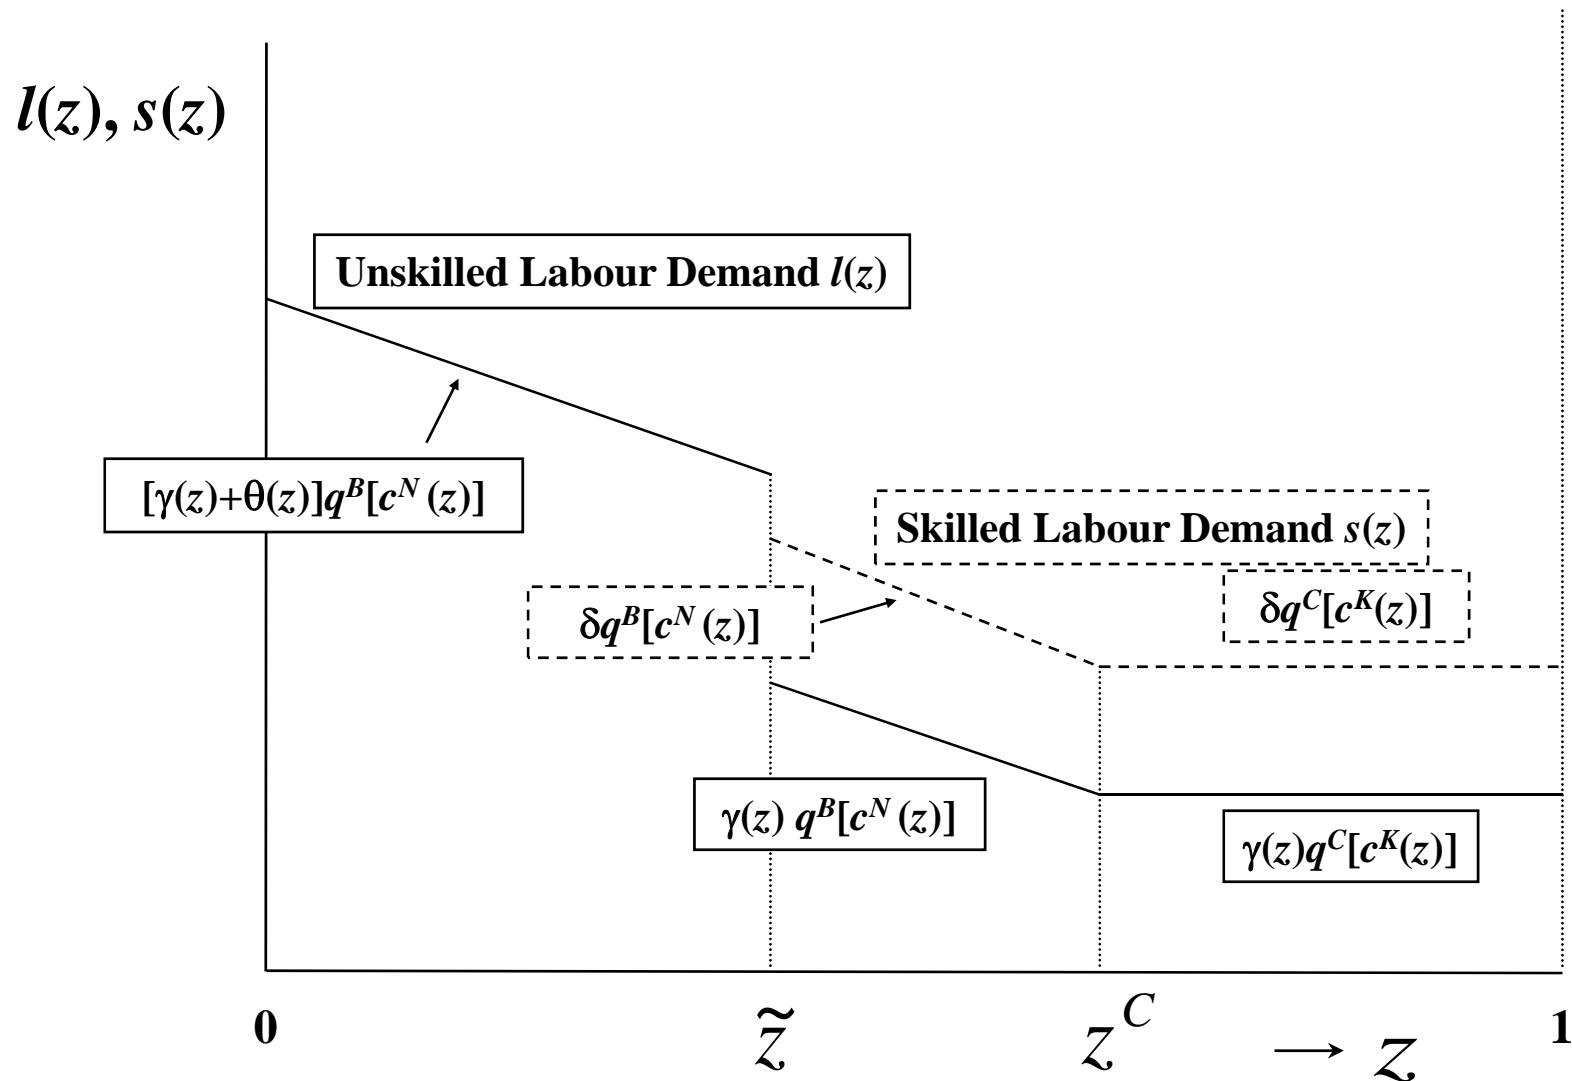 l(z), s(z)
Unskilled Labour Demand l(z)
[γ(z)+θ(z)]q^B[c^N (z)]
Skilled Labour Demand s(z)
δq^B[c^N (z)]
δq^C[c^K(z)]
γ(z) q^B[c^N (z)]
γ(z)q^C[c^K(z)]
0
z̃
z^C
→ z
1